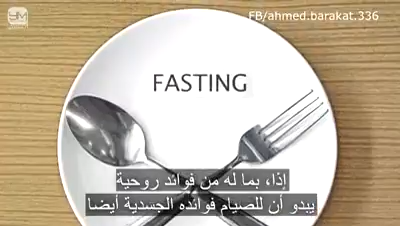 FB/ahmed.barakat.336
FASTING
إذا، بما له من فوائد روحية
يبدو أن للصيام فوائده الجسدية أيضا